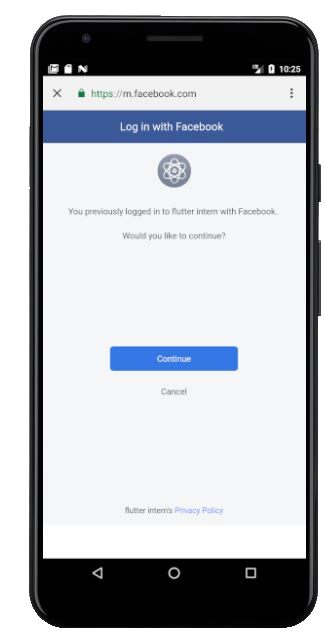 10:25
https://m.facebook.com
Log in with Facebook
You previously logged in to flutter intern with Facebook.
Would you like to continue?
Continue
Cancel
flutter intern's Privacy Policy